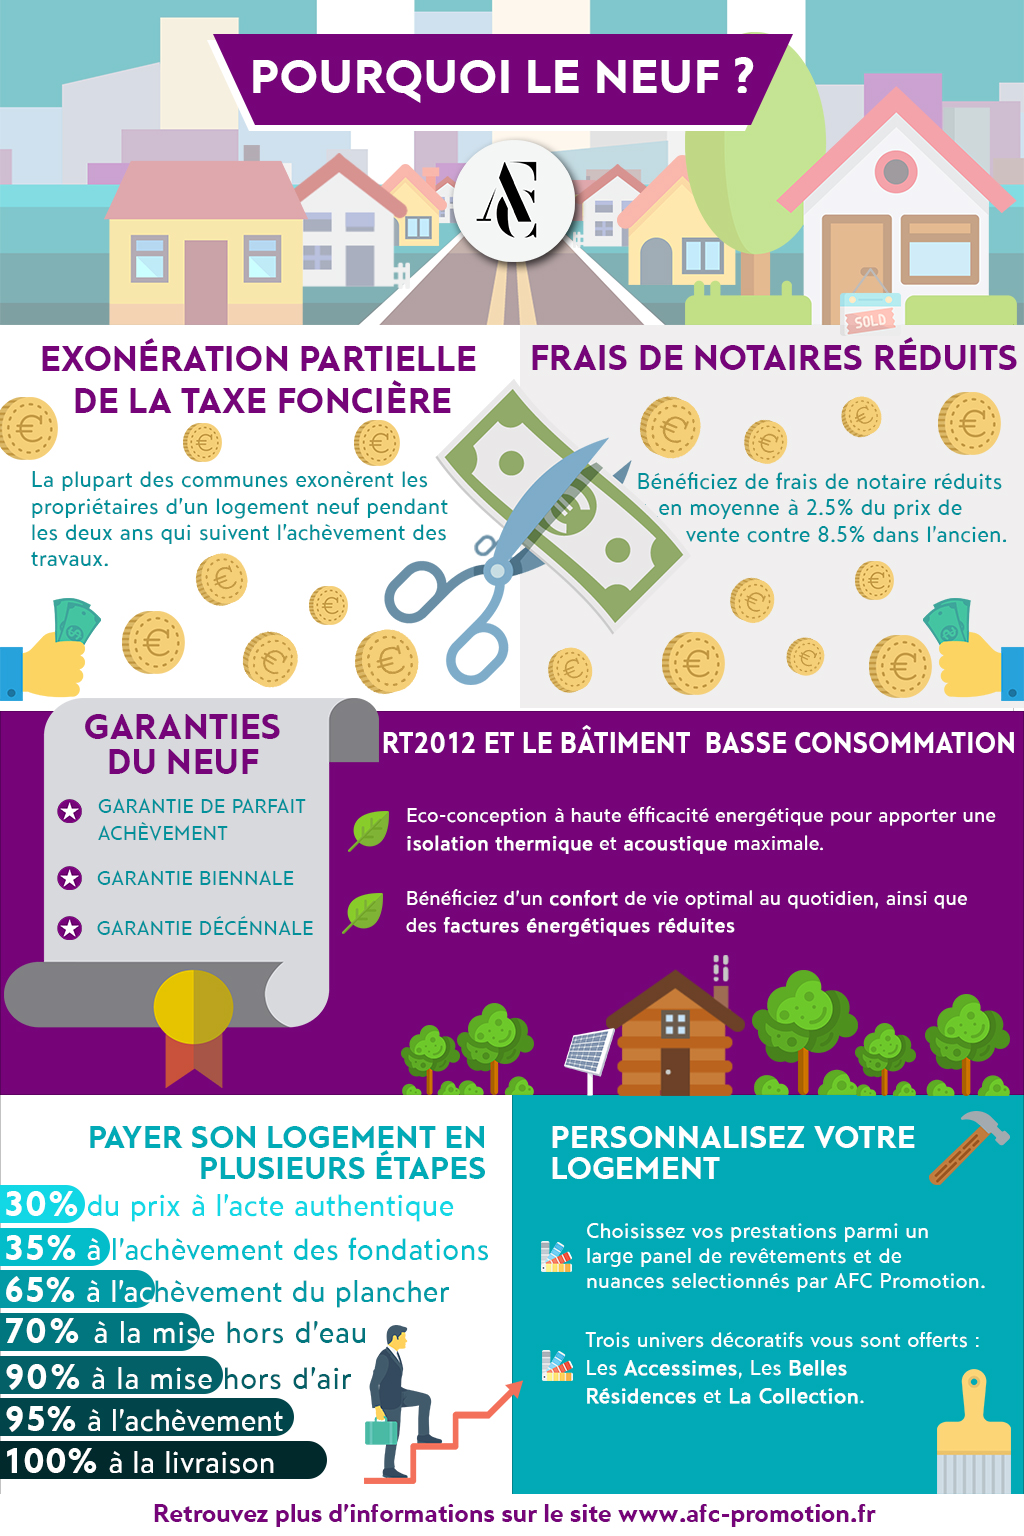 POURQUOI LE NEUF ?
AFC
SOLD
EXONÉRATION PARTIELLE
DE LA TAXE FONCIÈRE
La plupart des communes exonèrent les
propriétaires d'un logement neuf pendant
les deux ans qui suivent l'achèvement des
travaux.
FRAIS DE NOTAIRES RÉDUITS
Bénéficiez de frais de notaire réduits
en moyenne à 2.5% du prix de
vente contre 8.5% dans l'ancien.
GARANTIES
DU NEUF
GARANTIE DE PARFAIT
ACHÈVEMENT
GARANTIE BIENNALE
GARANTIE DÉCÉNNALE
RT2012 ET LE BÂTIMENT BASSE CONSOMMATION
Eco-conception à haute éfficacité energétique pour apporter une
isolation thermique et acoustique maximale.
Bénéficiez d'un confort de vie optimal au quotidien, ainsi que
des factures énergétiques réduites
PAYER SON LOGEMENT EN
PLUSIEURS ÉTAPES
30% du prix à l'acte authentique
35% à l'achèvement des fondations
65% à l'achèvement du plancher
70% à la mise hors d'eau
90% à la mise hors d'air
95% à l'achèvement
100% à la livraison
PERSONNALISEZ VOTRE
LOGEMENT
Choisissez vos prestations parmi un
large panel de revêtements et de
nuances selectionnés par AFC Promotion.
Trois univers décoratifs vous sont offerts :
Les Accessimes, Les Belles
Résidences et La Collection.
Retrouvez plus d'informations sur le site www.afc-promotion.fr